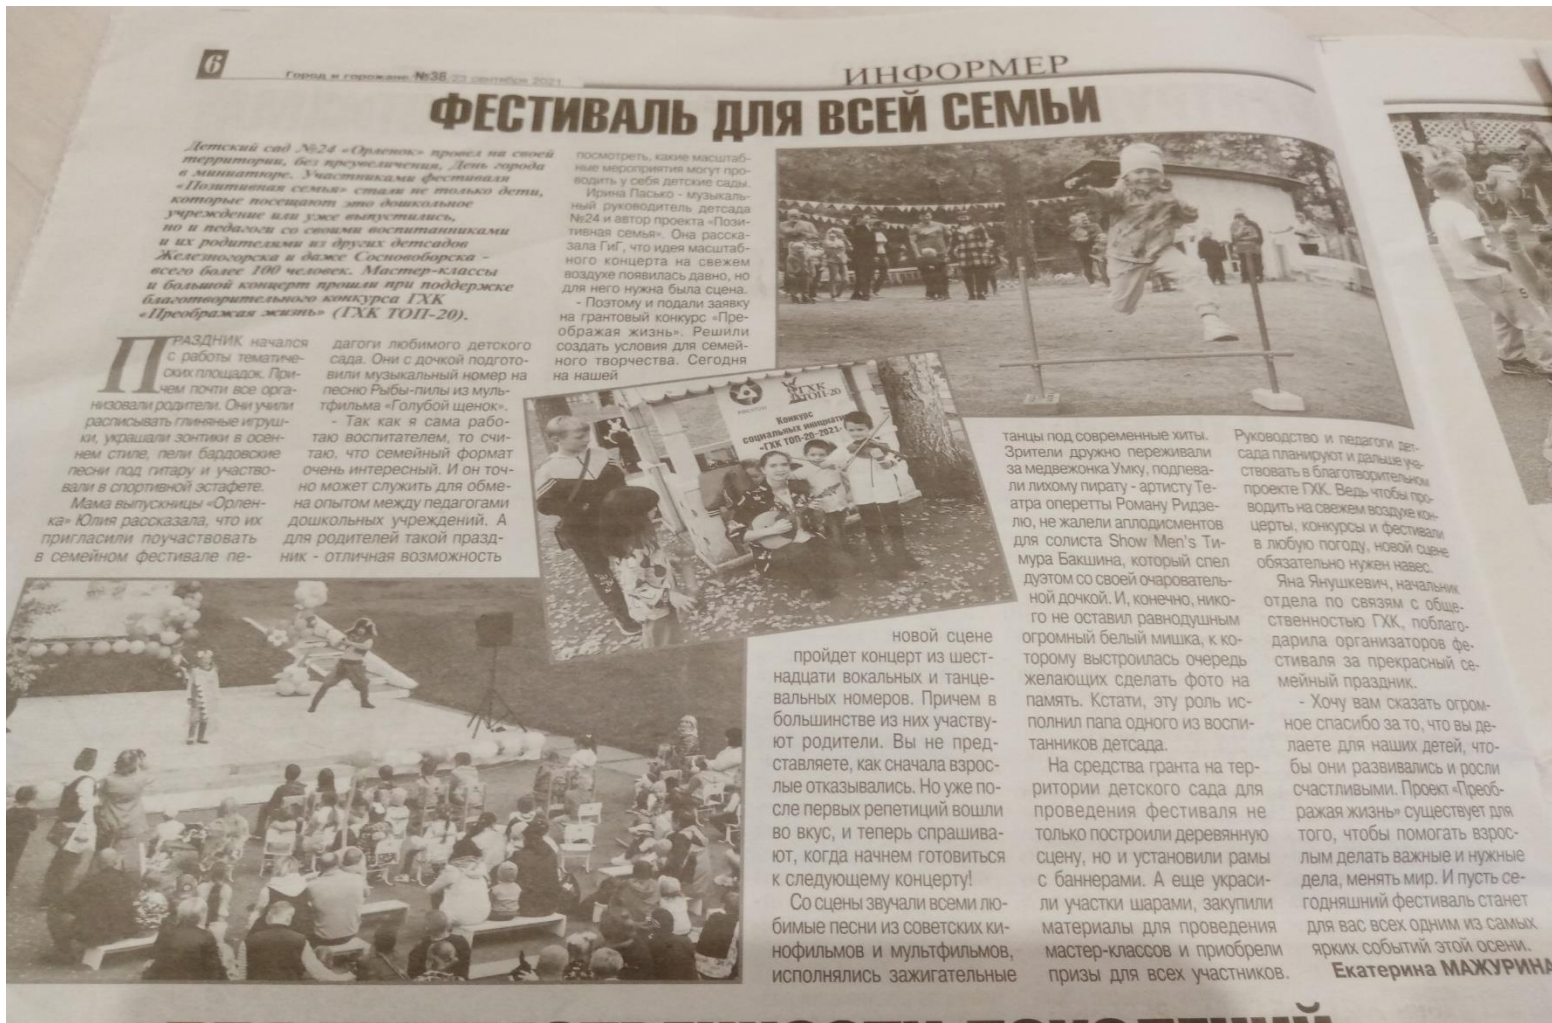 6
Город и горожане №38/23 сентября 2021
ИНФОРМЕР
ФЕСТИВАЛЬ ДЛЯ ВСЕЙ СЕМЬИ
Детский сад №24 «Орленок» провел на своей
территории, без преувеличения, День города
в миниатюре. Участниками фестиваля
«Позитивная семья» стали не только дети,
которые посещают это дошкольное
учреждение или уже выпустились,
но и педагоги со своими воспитанниками
и их родителями из других детсадов
Железногорска и даже Сосновоборска -
всего более 100 человек. Мастер-классы
и большой концерт прошли при поддержке
благотворительного конкурса ГХК
«Преображая жизнь» (ГХК ТОП-20).
ПРАЗДНИК начался
с работы тематиче-
ских площадок. При-
чем почти все орга-
низовали родители. Они учили
расписывать глиняные игруш-
ки, украшали зонтики в осен-
нем стиле, пели бардовские
песни под гитару и участво-
вали в спортивной эстафете.
Мама выпускницы «Орлен-
ка» Юлия рассказала, что их
пригласили поучаствовать
в семейном фестивале пе-
дагоги любимого детского
сада. Они с дочкой подгото-
вили музыкальный номер на
песню Рыбы-пилы из муль-
тфильма «Голубой щенок».
- Так как я сама рабо-
таю воспитателем, то счи-
таю, что семейный формат
очень интересный. И он точ-
но может служить для обме-
на опытом между педагогами
дошкольных учреждений. А
для родителей такой празд-
ник - отличная возможность
посмотреть, какие масштаб-
ные мероприятия могут про-
водить у себя детские сады.
Ирина Пасько - музыкаль-
ный руководитель детсада
№24 и автор проекта «Пози-
тивная семья». Она расска-
зала ГиГ, что идея масштаб-
ного концерта на свежем
воздухе появилась давно, но
для него нужна была сцена.
- Поэтому и подали заявку
на грантовый конкурс «Пре-
ображая жизнь». Решили
создать условия для семей-
ного творчества. Сегодня
на нашей
РОСАТОМ
ГХК
ТОП-20
Конкурс
социальных инициатив
«ГХК ТОП-20-2021»
новой сцене
пройдет концерт из шест-
надцати вокальных и танце-
вальных номеров. Причем в
большинстве из них участву-
ют родители. Вы не пред-
ставляете, как сначала взрос-
лые отказывались. Но уже по-
сле первых репетиций вошли
во вкус, и теперь спрашива-
ют, когда начнем готовиться
к следующему концерту!
Со сцены звучали всеми лю-
бимые песни из советских ки-
нофильмов и мультфильмов,
исполнялись зажигательные
танцы под современные хиты.
Зрители дружно переживали
за медвежонка Умку, подпева-
ли лихому пирату - артисту Те-
атра оперетты Роману Ридзе-
лю, не жалели аплодисментов
для солиста Show Men's Ти-
мура Бакшина, который спел
дуэтом со своей очарователь-
ной дочкой. И, конечно, нико-
го не оставил равнодушным
огромный белый мишка, к ко-
торому выстроилась очередь
желающих сделать фото на
память. Кстати, эту роль ис-
полнил папа одного из воспи-
танников детсада.
На средства гранта на тер-
ритории детского сада для
проведения фестиваля не
только построили деревянную
сцену, но и установили рамы
с баннерами. А еще украси-
ли участки шарами, закупили
материалы для проведения
мастер-классов и приобрели
призы для всех участников.
Руководство и педагоги дет-
сада планируют и дальше уча-
ствовать в благотворительном
проекте ГХК. Ведь чтобы про-
водить на свежем воздухе кон-
церты, конкурсы и фестивали
в любую погоду, новой сцене
обязательно нужен навес.
Яна Янушкевич, начальник
отдела по связям с обще-
ственностью ГХК, поблаго-
дарила организаторов фе-
стиваля за прекрасный се-
мейный праздник.
- Хочу вам сказать огром-
ное спасибо за то, что вы де-
лаете для наших детей, что-
бы они развивались и росли
счастливыми. Проект «Преоб-
ражая жизнь» существует для
того, чтобы помогать взрос-
лым делать важные и нужные
дела, менять мир. И пусть се-
годняшний фестиваль станет
для вас всех одним из самых
ярких событий этой осени.
Екатерина МАЖУРИНА